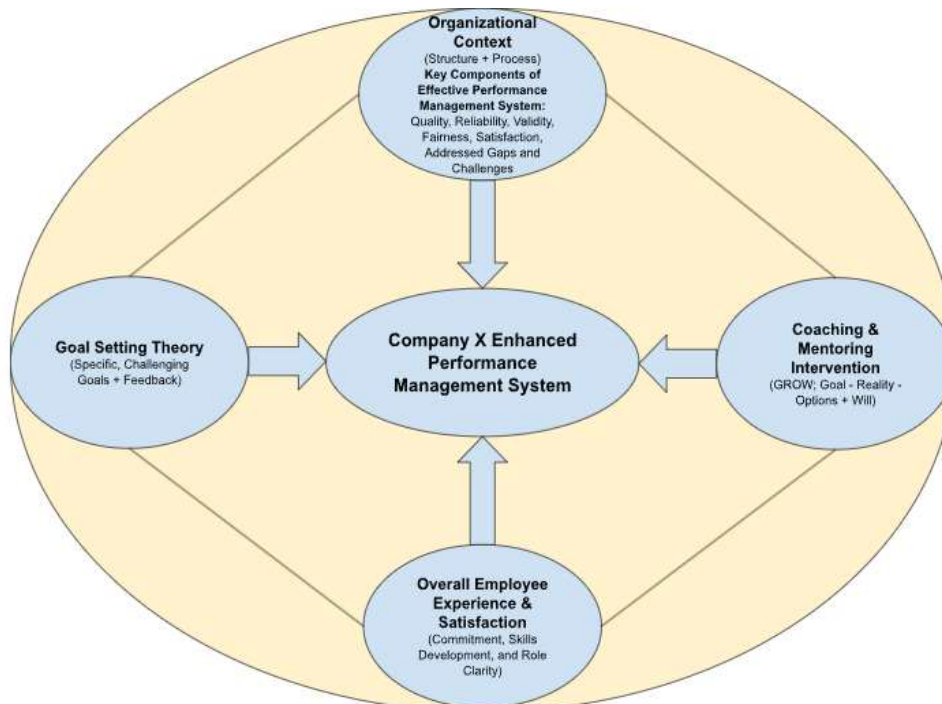 Organizational
Context
(Structure + Process)
Key Components of
Effective Performance
Management System:
Quality, Reliability, Validity,
Fairness, Satisfaction,
Addressed Gaps and
Challenges
Goal Setting Theory
(Specific, Challenging
Goals + Feedback)
Company X Enhanced
Performance
Management System
Coaching &
Mentoring
Intervention
(GROW; Goal - Reality -
Options + Will)
Overall Employee
Experience &
Satisfaction
(Commitment, Skills
Development, and Role
Clarity)